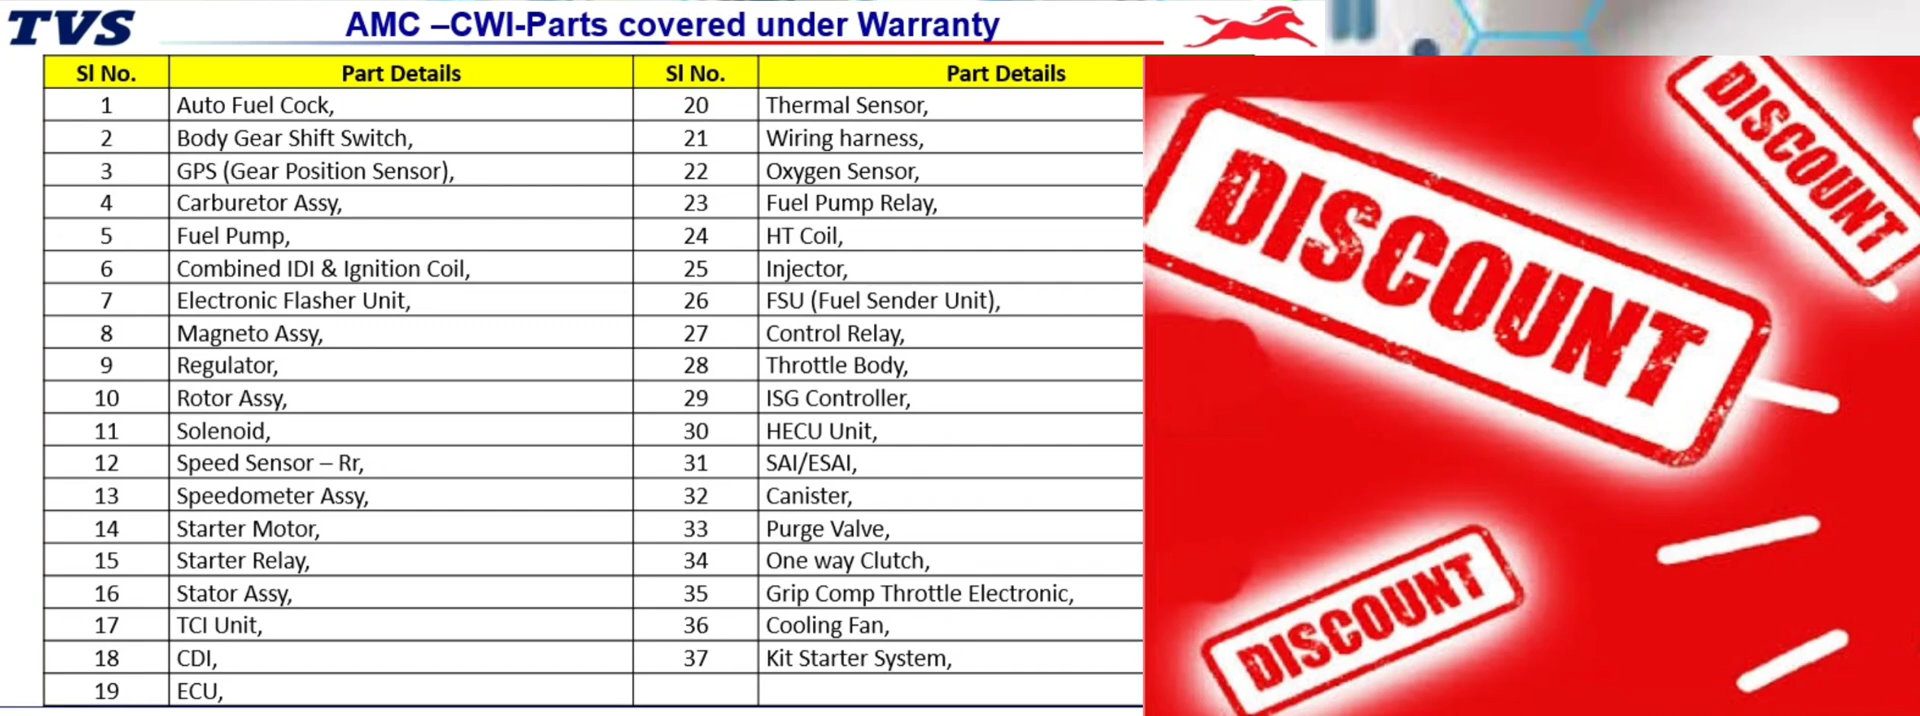 TVS
AMC –CWI-Parts covered under Warranty
Sl No. Part Details Sl No. Part Details
1 Auto Fuel Cock, 20 Thermal Sensor,
2 Body Gear Shift Switch, 21 Wiring harness,
3 GPS (Gear Position Sensor), 22 Oxygen Sensor,
4 Carburetor Assy, 23 Fuel Pump Relay,
5 Fuel Pump, 24 HT Coil,
6 Combined IDI & Ignition Coil, 25 Injector,
7 Electronic Flasher Unit, 26 FSU (Fuel Sender Unit),
8 Magneto Assy, 27 Control Relay,
9 Regulator, 28 Throttle Body,
10 Rotor Assy, 29 ISG Controller,
11 Solenoid, 30 HECU Unit,
12 Speed Sensor – Rr, 31 SAI/ESAI,
13 Speedometer Assy, 32 Canister,
14 Starter Motor, 33 Purge Valve,
15 Starter Relay, 34 One way Clutch,
16 Stator Assy, 35 Grip Comp Throttle Electronic,
17 TCI Unit, 36 Cooling Fan,
18 CDI, 37 Kit Starter System,
19 ECU,
DISCOUNT
DISCOUNT
DISCOUNT